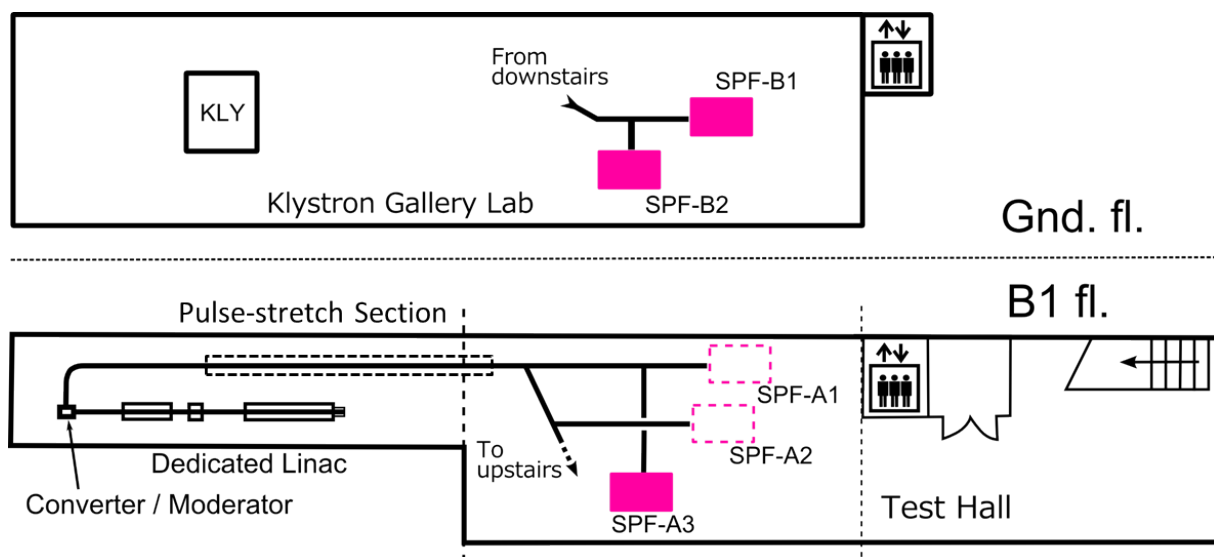 From
downstairs
SPF-B1
KLY
SPF-B2
Klystron Gallery Lab
Gnd. fl.
B1 fl.
Pulse-stretch Section
SPF-A1
SPF-A2
To
upstairs
Dedicated Linac
Converter / Moderator
SPF-A3
Test Hall